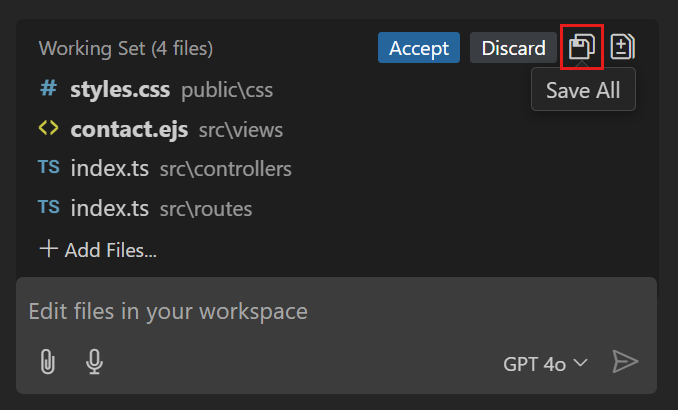 Working Set (4 files) Accept Discard
Save All
# styles.css public\css
<> contact.ejs src\views
TS index.ts src\controllers
TS index.ts src\routes
+ Add Files...
Edit files in your workspace
GPT 4o